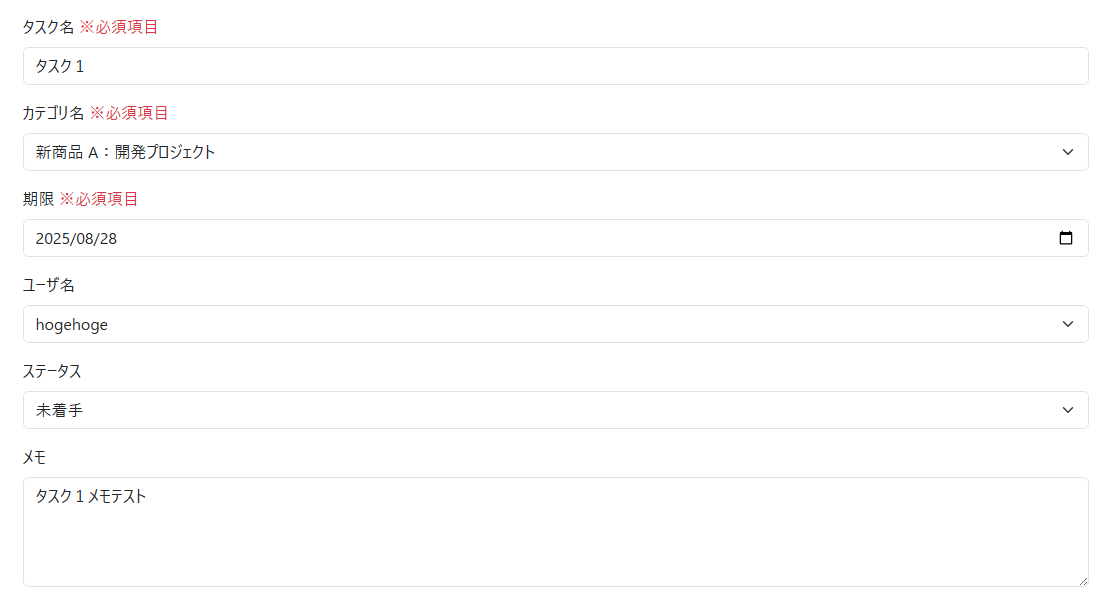 タスク名 ※必須項目
タスク１
カテゴリ名 ※必須項目
新商品 A：開発プロジェクト
期限 ※必須項目
2025/08/28
ユーザ名
hogehoge
ステータス
未着手
メモ
タスク１メモテスト